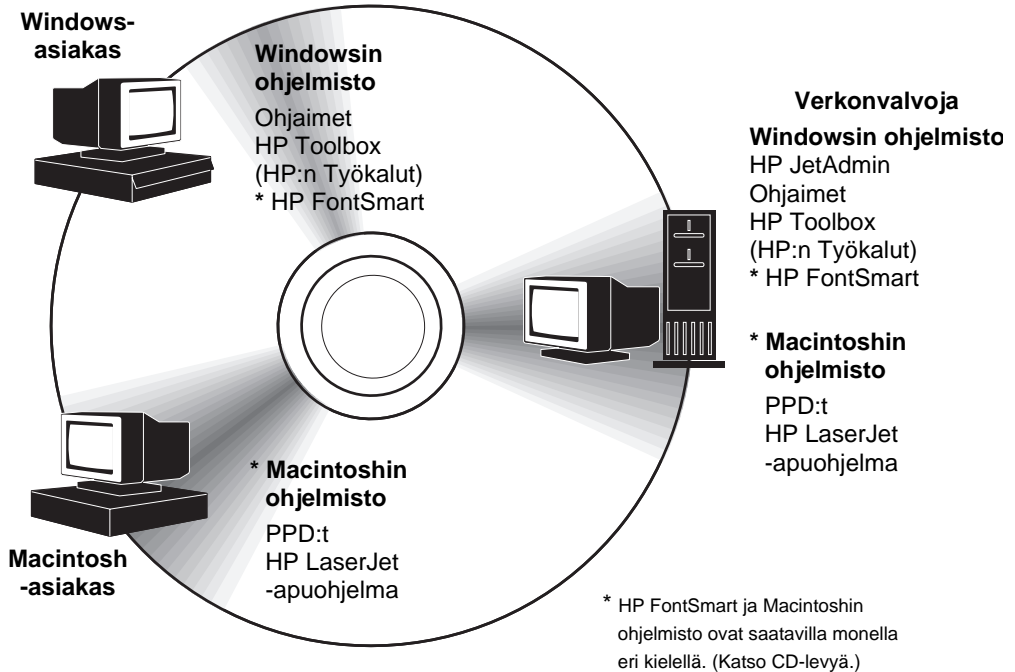 Windows-
asiakas
Windowsin
ohjelmisto
Ohjaimet
HP Toolbox
(HP:n Työkalut)
* HP FontSmart
Verkonvalvoja
Windowsin ohjelmisto
HP JetAdmin
Ohjaimet
HP Toolbox
(HP:n Työkalut)
* HP FontSmart
* Macintoshin
ohjelmisto
PPD:t
HP LaserJet
-apuohjelma
Macintosh
-asiakas
* Macintoshin
ohjelmisto
PPD:t
HP LaserJet
-apuohjelma
* HP FontSmart ja Macintoshin
ohjelmisto ovat saatavilla monella
eri kielellä. (Katso CD-levyä.)